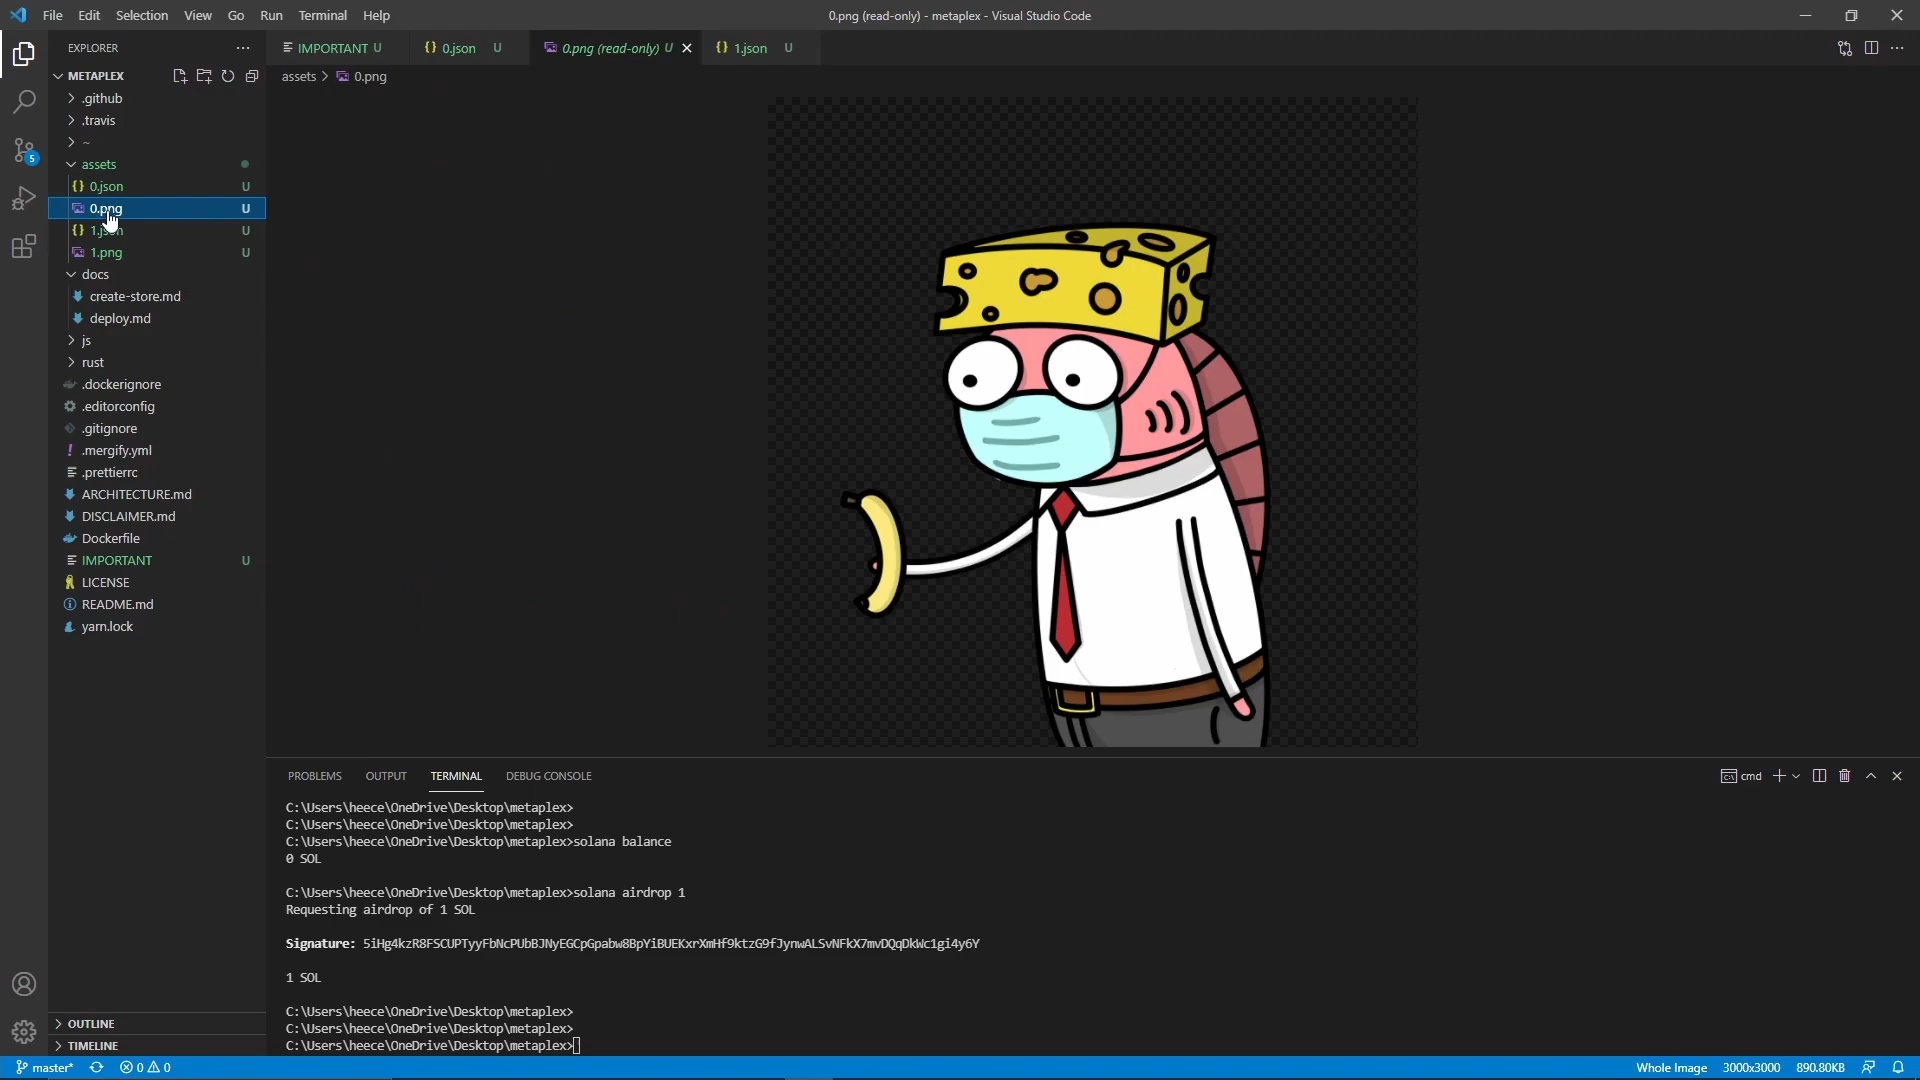 File Edit Selection View Go Run Terminal Help
0.png (read-only) - metaplex - Visual Studio Code
EXPLORER
IMPORTANT U
0.json U
0.png (read-only) U
1.json U
METAPLEX
assets > 0.png
.github
.travis
~
assets
0.json U
0.png U
1.json U
1.png U
docs
create-store.md
deploy.md
js
rust
.dockerignore
.editorconfig
.gitignore
.mergify.yml
.prettierrc
ARCHITECTURE.md
DISCLAIMER.md
Dockerfile
IMPORTANT U
LICENSE
README.md
yarn.lock
5
PROBLEMS OUTPUT TERMINAL DEBUG CONSOLE
cmd
C:\Users\heece\OneDrive\Desktop\metaplex>
C:\Users\heece\OneDrive\Desktop\metaplex>
C:\Users\heece\OneDrive\Desktop\metaplex>solana balance
0 SOL
C:\Users\heece\OneDrive\Desktop\metaplex>solana airdrop 1
Requesting airdrop of 1 SOL
Signature: 5iHg4kzR8FSCUPTyyFbNcPUbBJNyEGCpGpabw8BpYiBUEKxrXmHf9ktzG9fJynwALSvNFkX7mvDQqDkWc1gi4y6Y
1 SOL
C:\Users\heece\OneDrive\Desktop\metaplex>
C:\Users\heece\OneDrive\Desktop\metaplex>
C:\Users\heece\OneDrive\Desktop\metaplex>
OUTLINE
TIMELINE
master* 0 0
Whole Image 3000x3000 890.80KB